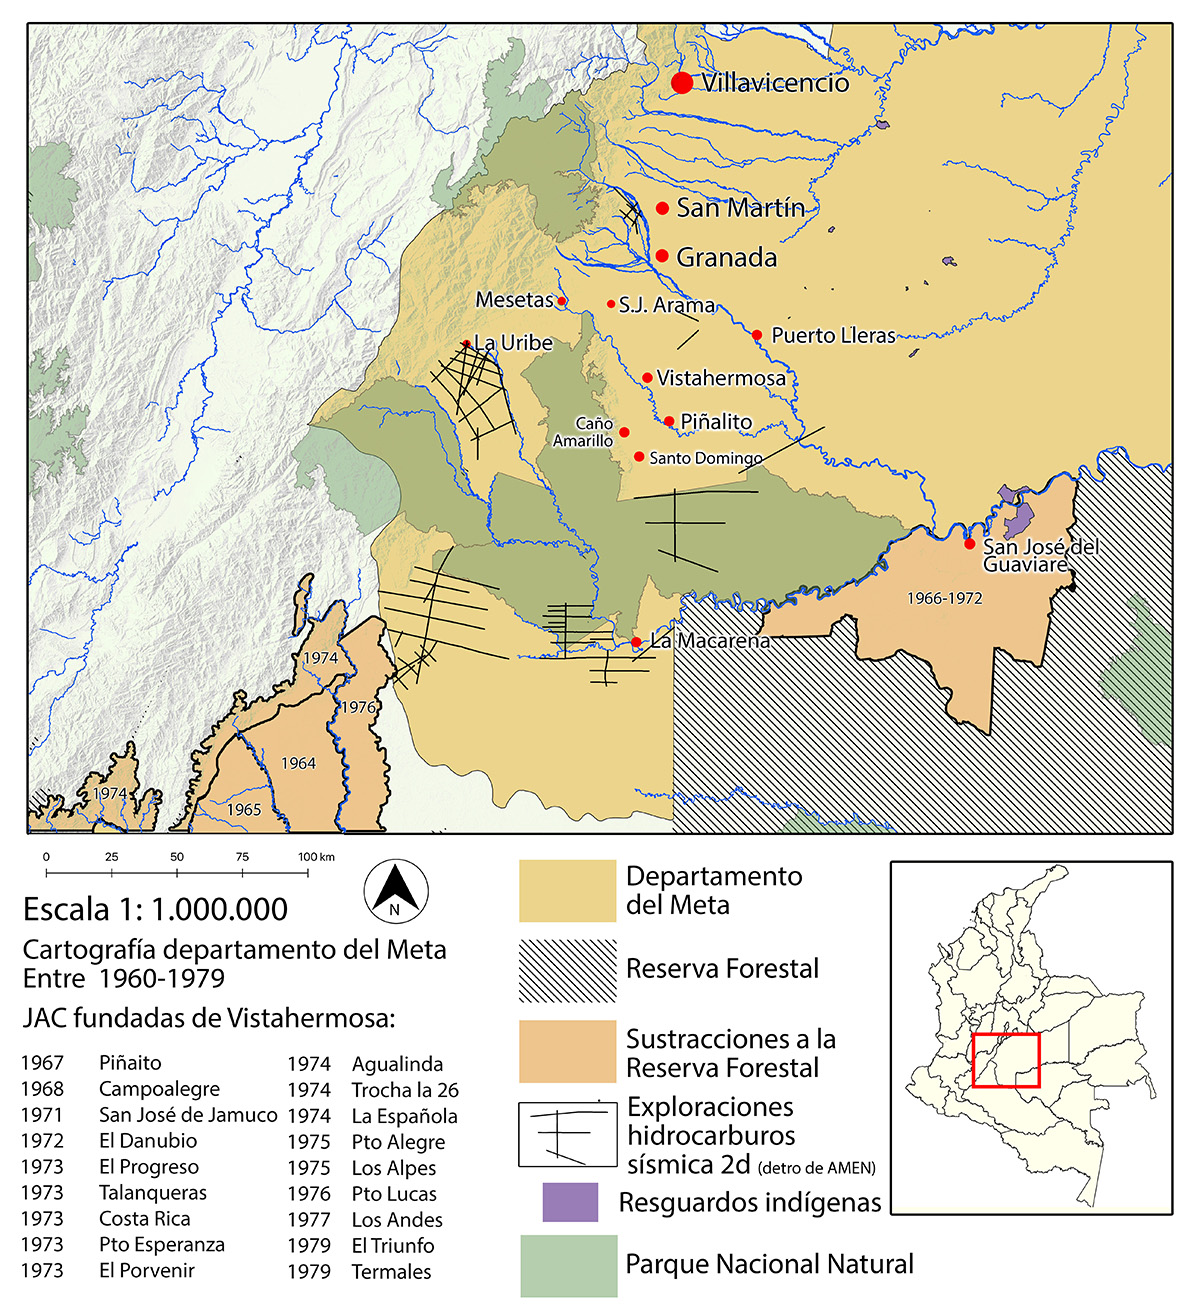 Villavicencio
San Martín
Granada
Mesetas
S.J. Arama
Puerto Lleras
La Uribe
Vistahermosa
Caño
Amarillo
Piñalito
Santo Domingo
San José del
Guaviare
1966-1972
La Macarena
1974
1976
1964
1974
1965
0 25 50 75 100 km
N
Escala 1: 1.000.000
Cartografía departamento del Meta
Entre 1960-1979
JAC fundadas de Vistahermosa:
1967 Piñaito
1968 Campoalegre
1971 San José de Jamuco
1972 El Danubio
1973 El Progreso
1973 Talanqueras
1973 Costa Rica
1973 Pto Esperanza
1973 El Porvenir
1974 Agualinda
1974 Trocha la 26
1974 La Española
1975 Pto Alegre
1975 Los Alpes
1976 Pto Lucas
1977 Los Andes
1979 El Triunfo
1979 Termales
Departamento
del Meta
Reserva Forestal
Sustracciones a la
Reserva Forestal
Exploraciones
hidrocarburos
sísmica 2d (detro de AMEN)
Resguardos indígenas
Parque Nacional Natural